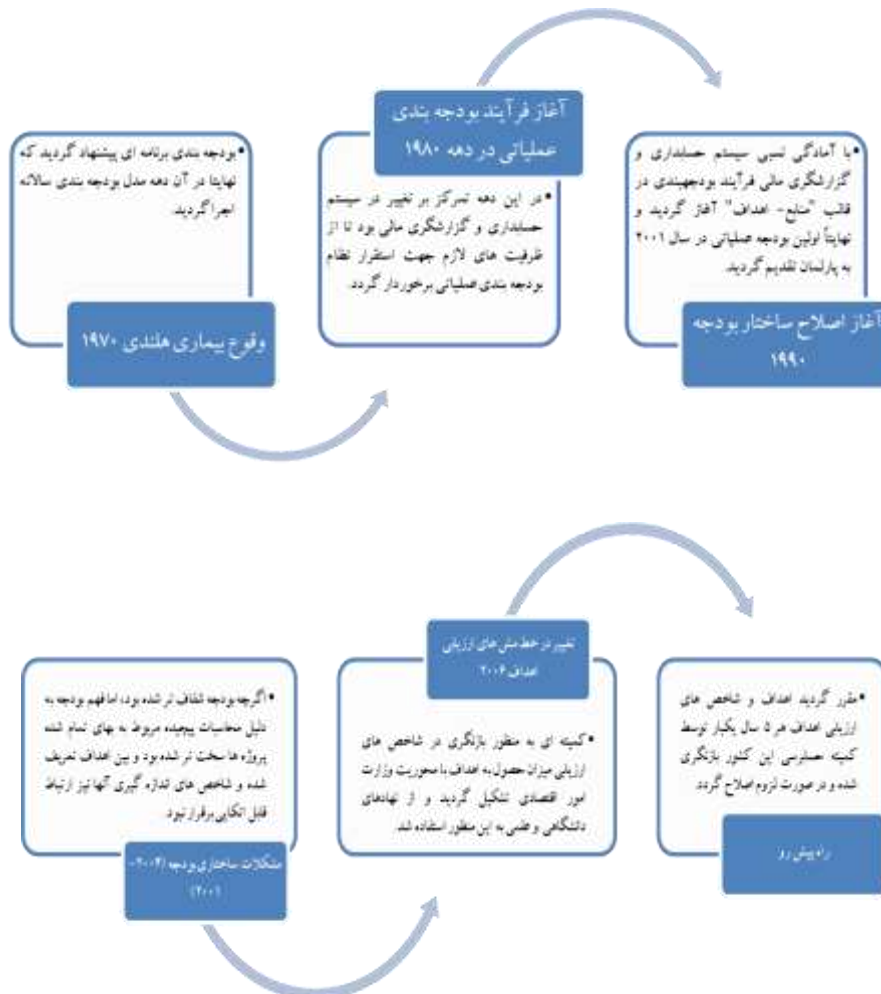 •بودجه بندی برنامه ای پیشنهاد گردید که
نهایتا در آن دهه مدل بودجه بندی سالانه
اجرا گردید.
وقوع بیماری هلندی ۱۹۷۰
آغاز فرآیند بودجه بندی
عملیاتی در دهه ۱۹۸۰
•در این دهه تمرکز بر تغییر در سیستم
حسابداری و گزارشگری مالی بود تا از
ظرفیت های لازم جهت استقرار نظام
بودجه بندی عملیاتی برخوردار گردد.
•با آمادگی نسبی سیستم حسابداری و
گزارشگری مالی فرآیند بودجهبندی در
قالب "منابع- اهداف" آغاز گردید و
نهایتاً اولین بودجه عملیاتی در سال ۲۰۰۱
به پارلمان تقدیم گردید.
آغاز اصلاح ساختار بودجه
۱۹۹۰
•اگرچه بودجه شفاف تر شده بود، اما فهم بودجه به
دلیل محاسبات پیچیده مربوط به بهای تمام شده
پروژه ها سخت تر شده بود و بین اهداف تعریف
شده و شاخص های اندازه گیری آنها نیز ارتباط
قابل اتکایی برقرار نبود.
مشکلات ساختاری بودجه (۲۰۰۴-
۲۰۰۱)
تغییر در خط مش های ارزیابی
اهداف ۲۰۰۶
•کمیته ای به منظور بازنگری در شاخص های
ارزیابی میزان حصول به اهداف با محوریت وزارت
امور اقتصادی تشکیل گردید و از نهادهای
دانشگاهی و علمی به این منظور استفاده شد.
•مقرر گردید اهداف و شاخص های
ارزیابی اهداف هر ۵ سال یکبار توسط
کمیته حسابرسی این کشور بازنگری
شده و در صورت لزوم اصلاح گردد.
راه پیش رو